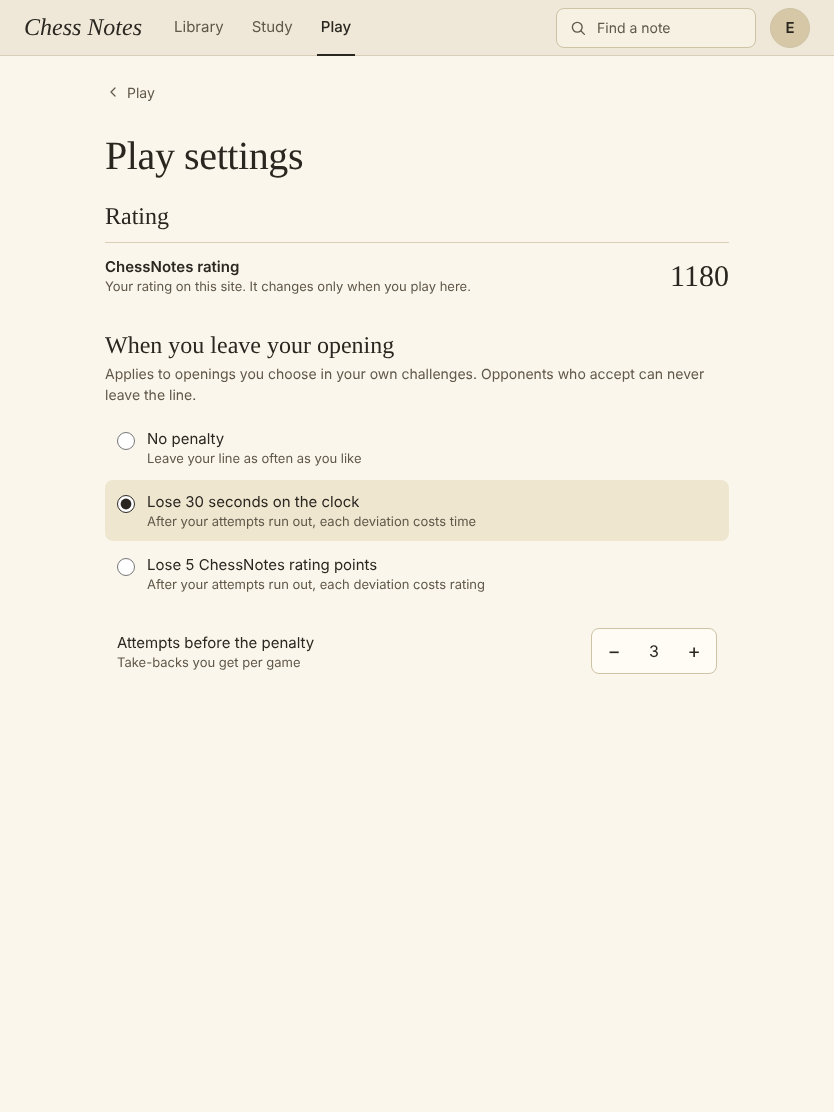 Chess Notes
Library
Study
Play
Find a note
E
Play
Play settings
Rating
ChessNotes rating
Your rating on this site. It changes only when you play here.
1180
When you leave your opening
Applies to openings you choose in your own challenges. Opponents who accept can never
leave the line.
No penalty
Leave your line as often as you like
Lose 30 seconds on the clock
After your attempts run out, each deviation costs time
Lose 5 ChessNotes rating points
After your attempts run out, each deviation costs rating
Attempts before the penalty
Take-backs you get per game
− 3 +